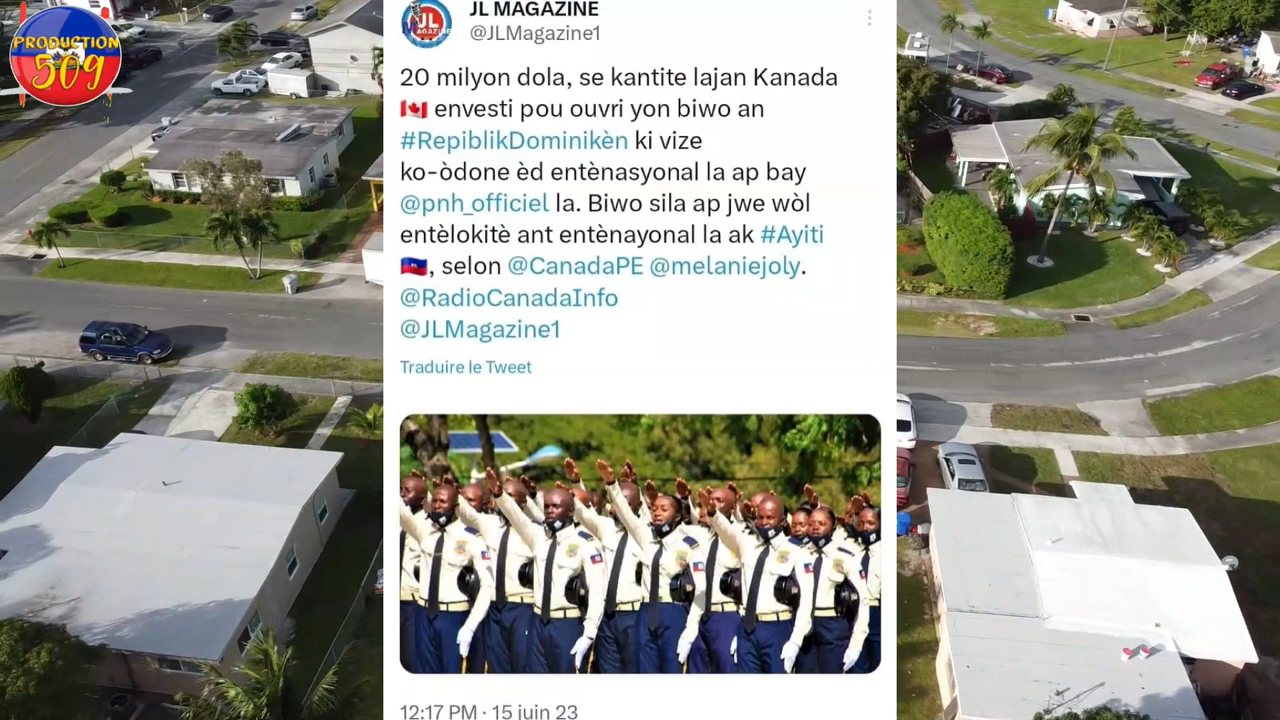 PRODUCTION
509
JL MAGAZINE
@JLMagazine1
20 milyon dola, se kantite lajan Kanada
🇨🇦 envesti pou ouvri yon biwo an
#RepiblikDominikèn ki vize
ko-òdone èd entènasyonal la ap bay
@pnh_officiel la. Biwo sila ap jwe wòl
entèlokitè ant entènayonal la ak #Ayiti
🇭🇹, selon @CanadaPE @melaniejoly.
@RadioCanadaInfo
@JLMagazine1
Traduire le Tweet
12:17 PM · 15 juin 23